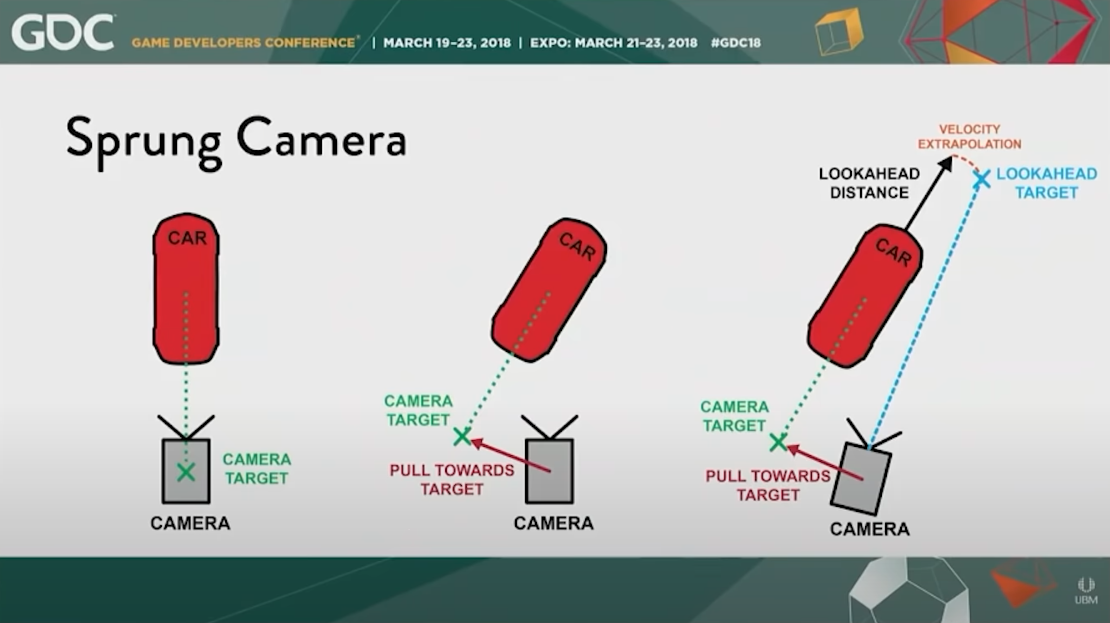 GDC
GAME DEVELOPERS CONFERENCE® | MARCH 19–23, 2018 | EXPO: MARCH 21–23, 2018 #GDC18
Sprung Camera
CAR
CAMERA
TARGET
CAMERA
CAR
CAMERA
TARGET
PULL TOWARDS
TARGET
CAMERA
VELOCITY
EXTRAPOLATION
LOOKAHEAD
DISTANCE
LOOKAHEAD
TARGET
CAR
CAMERA
TARGET
PULL TOWARDS
TARGET
CAMERA
UBM